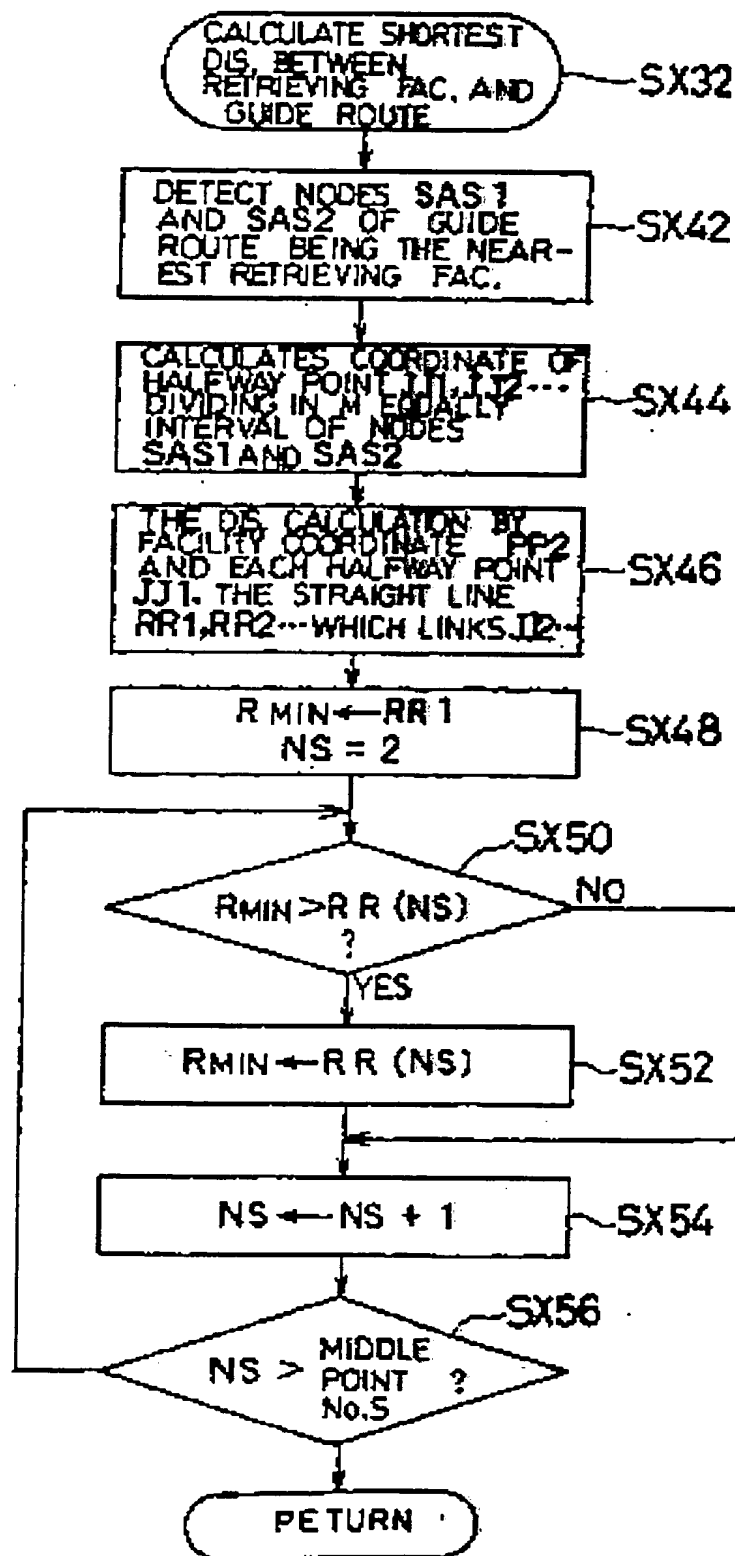 CALCULATE SHORTEST
DIS, BETWEEN
RETRIEVING FAC. AND
GUIDE ROUTE
SX32
DETECT NODES SAS1
AND SAS2 OF GUIDE
ROUTE BEING THE NEAR-
EST RETRIEVING FAC.
SX42
CALCULATES COORDINATE OF
HALFWAY POINT JJ1, JJ2...
DIVIDING IN M EQUALLY
INTERVAL OF NODES
SAS1 AND SAS2
SX44
THE DIS. CALCULATION BY
FACILITY COORDINATE PP2
AND EACH HALFWAY POINT
JJ1. THE STRAIGHT LINE
RR1,RR2...WHICH LINKS JJ2...
SX46
RMIN←RR1
NS = 2
SX48
SX50
RMIN>RR(NS)
?
NO
YES
RMIN←RR(NS)
SX52
NS←NS + 1
SX54
SX56
NS > MIDDLE
POINT
No.S
?
PETURN